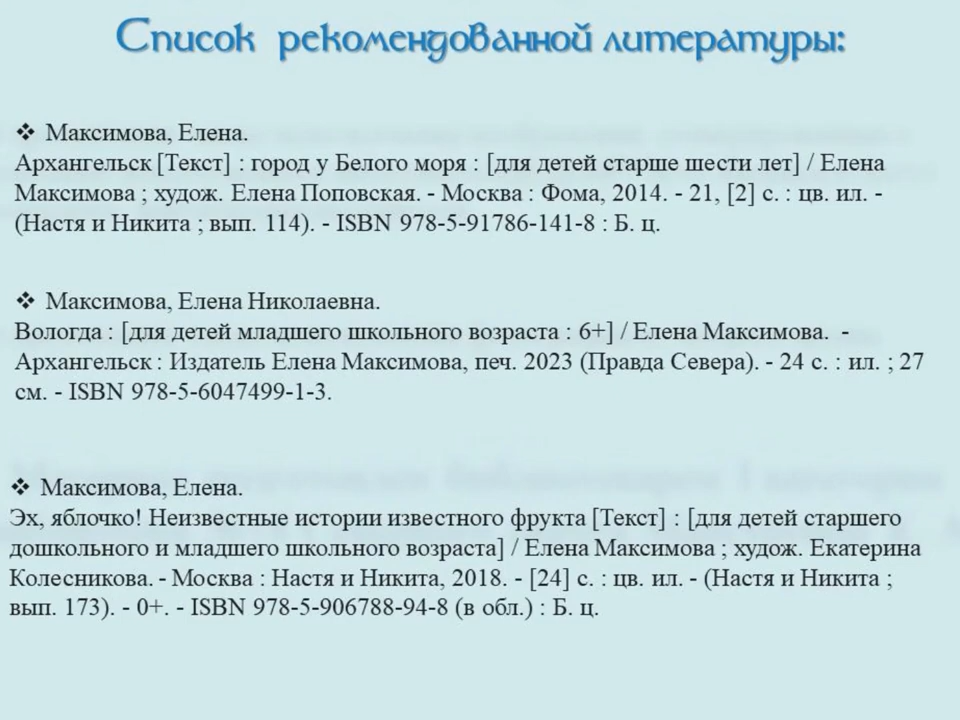 Список рекомендованной литературы:
❖ Максимова, Елена.
Архангельск [Текст] : город у Белого моря : [для детей старше шести лет] / Елена
Максимова ; худож. Елена Поповская. - Москва : Фома, 2014. - 21, [2] с. : цв. ил. -
(Настя и Никита ; вып. 114). - ISBN 978-5-91786-141-8 : Б. ц.
❖ Максимова, Елена Николаевна.
Вологда : [для детей младшего школьного возраста : 6+] / Елена Максимова. -
Архангельск : Издатель Елена Максимова, печ. 2023 (Правда Севера). - 24 с. : ил. ; 27
см. - ISBN 978-5-6047499-1-3.
❖ Максимова, Елена.
Эх, яблочко! Неизвестные истории известного фрукта [Текст] : [для детей старшего
дошкольного и младшего школьного возраста] / Елена Максимова ; худож. Екатерина
Колесникова. - Москва : Настя и Никита, 2018. - [24] с. : цв. ил. - (Настя и Никита ;
вып. 173). - 0+. - ISBN 978-5-906788-94-8 (в обл.) : Б. ц.